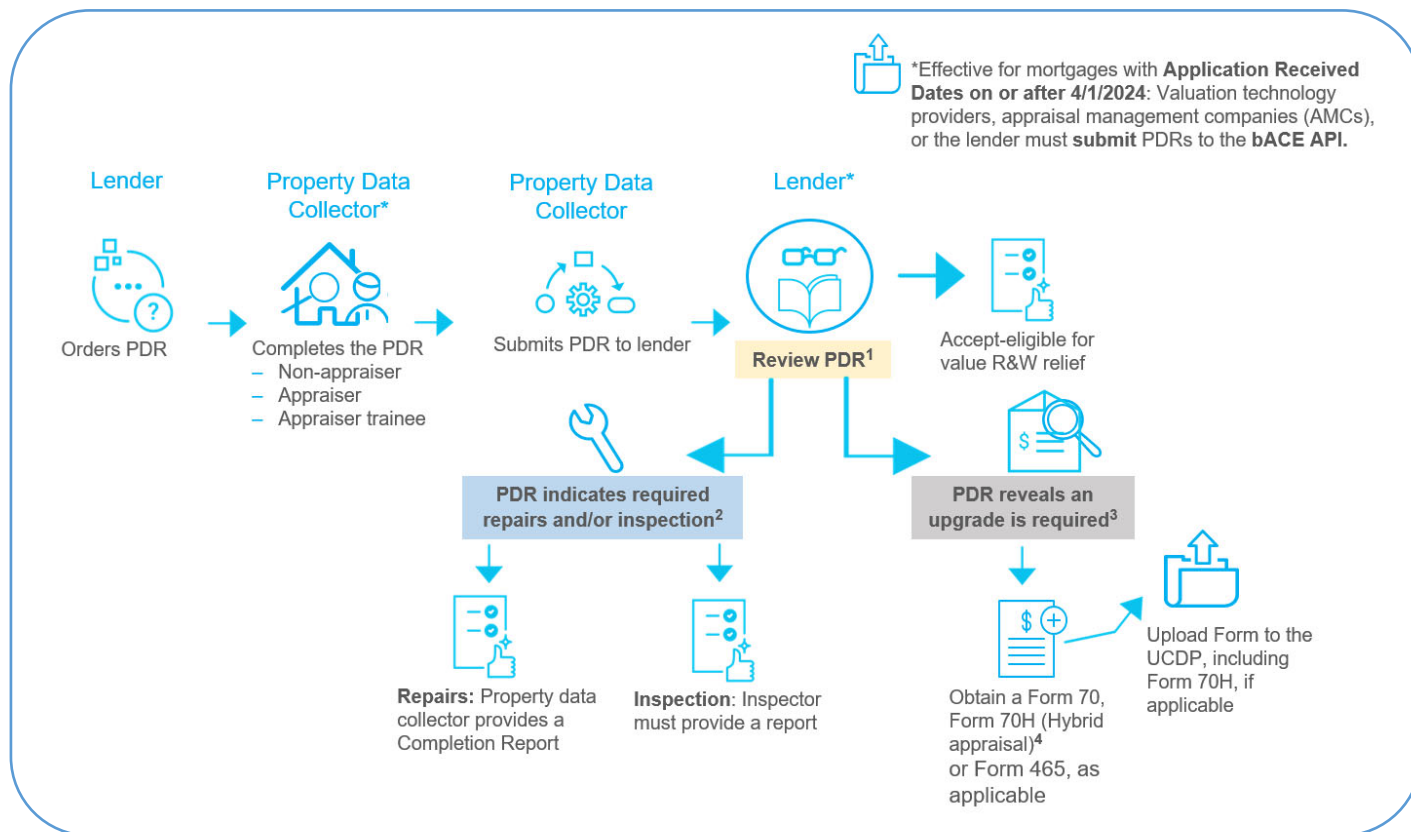 *Effective for mortgages with Application Received
Dates on or after 4/1/2024: Valuation technology
providers, appraisal management companies (AMCs),
or the lender must submit PDRs to the bACE API.
Lender
Property Data
Collector*
Property Data
Collector
Lender*
?
Orders PDR
Completes the PDR
– Non-appraiser
– Appraiser
– Appraiser trainee
Submits PDR to lender
Review PDR¹
Accept-eligible for
value R&W relief
$
PDR indicates required
repairs and/or inspection²
PDR reveals an
upgrade is required³
$
Repairs: Property data
collector provides a
Completion Report
Inspection: Inspector
must provide a report
Obtain a Form 70,
Form 70H (Hybrid
appraisal)⁴
or Form 465, as
applicable
Upload Form to the
UCDP, including
Form 70H, if
applicable